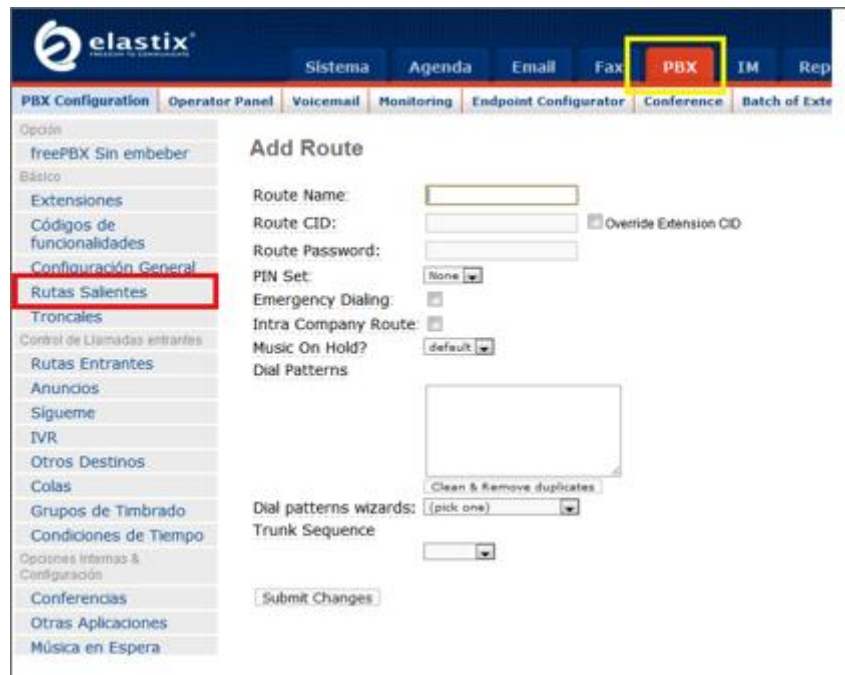 elastix
FREEDOM TO COMMUNICATE
Sistema Agenda Email Fax PBX IM Rep
PBX Configuration Operator Panel Voicemail Monitoring Endpoint Configurator Conference Batch of Exte
Opción
freePBX Sin embeber
Básico
Extensiones
Códigos de
funcionalidades
Configuración General
Rutas Salientes
Troncales
Control de Llamadas entrantes
Rutas Entrantes
Anuncios
Sígueme
IVR
Otros Destinos
Colas
Grupos de Timbrado
Condiciones de Tiempo
Opciones Internas &
Configuración
Conferencias
Otras Aplicaciones
Música en Espera
Add Route
Route Name:
Route CID: Override Extension CID
Route Password:
PIN Set: None
Emergency Dialing:
Intra Company Route:
Music On Hold? default
Dial Patterns
Clean & Remove duplicates
Dial patterns wizards: (pick one)
Trunk Sequence
Submit Changes